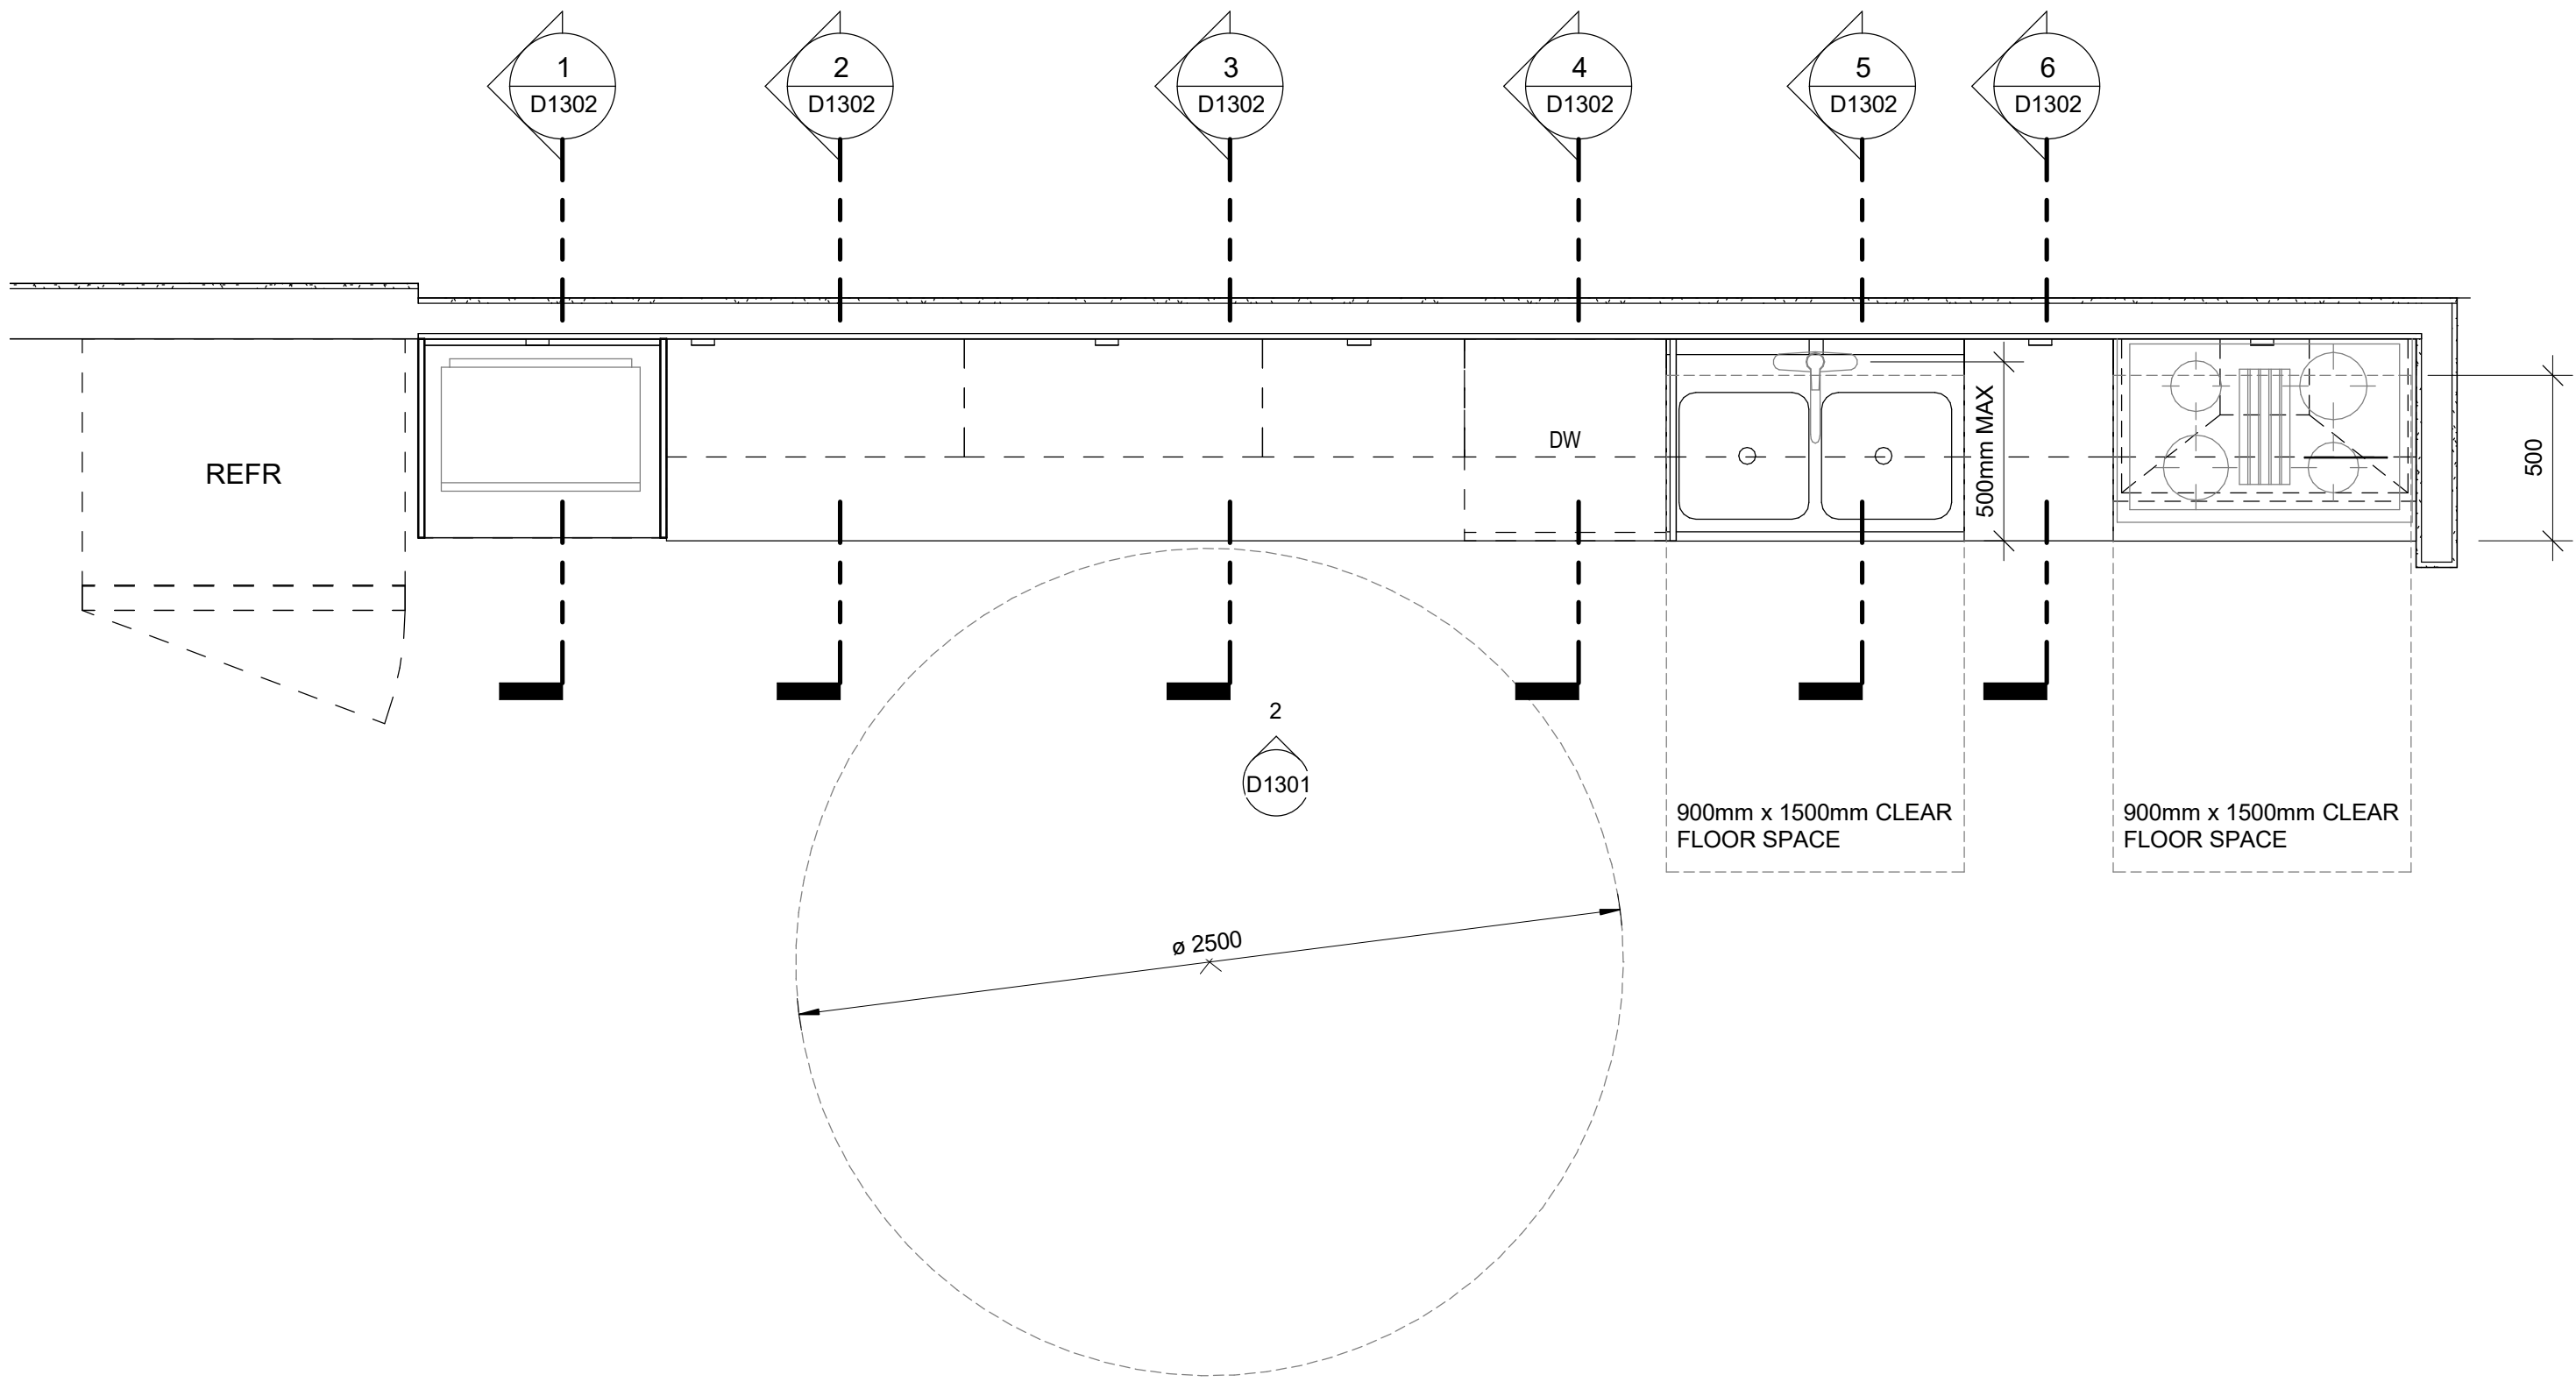 1
D1302
2
D1302
3
D1302
4
D1302
5
D1302
6
D1302
REFR
DW
500mm MAX
500
2
D1301
900mm x 1500mm CLEAR
FLOOR SPACE
900mm x 1500mm CLEAR
FLOOR SPACE
ø 2500